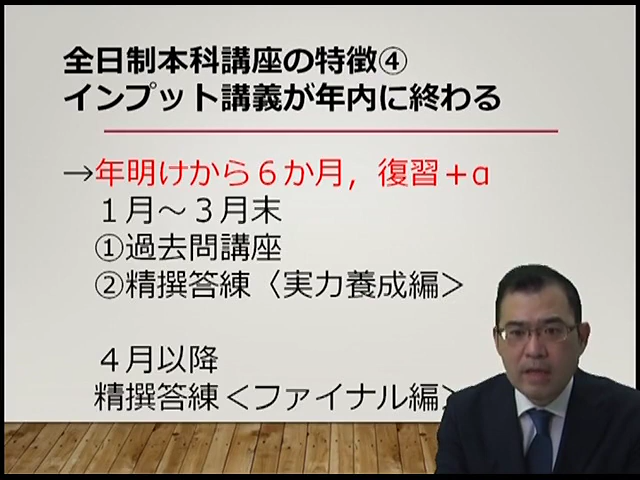 全日制本科講座の特徴④
インプット講義が年内に終わる
→年明けから６か月，復習＋α
１月～３月末
①過去問講座
②精撰答練〈実力養成編＞
４月以降
精撰答練＜ファイナル編＞